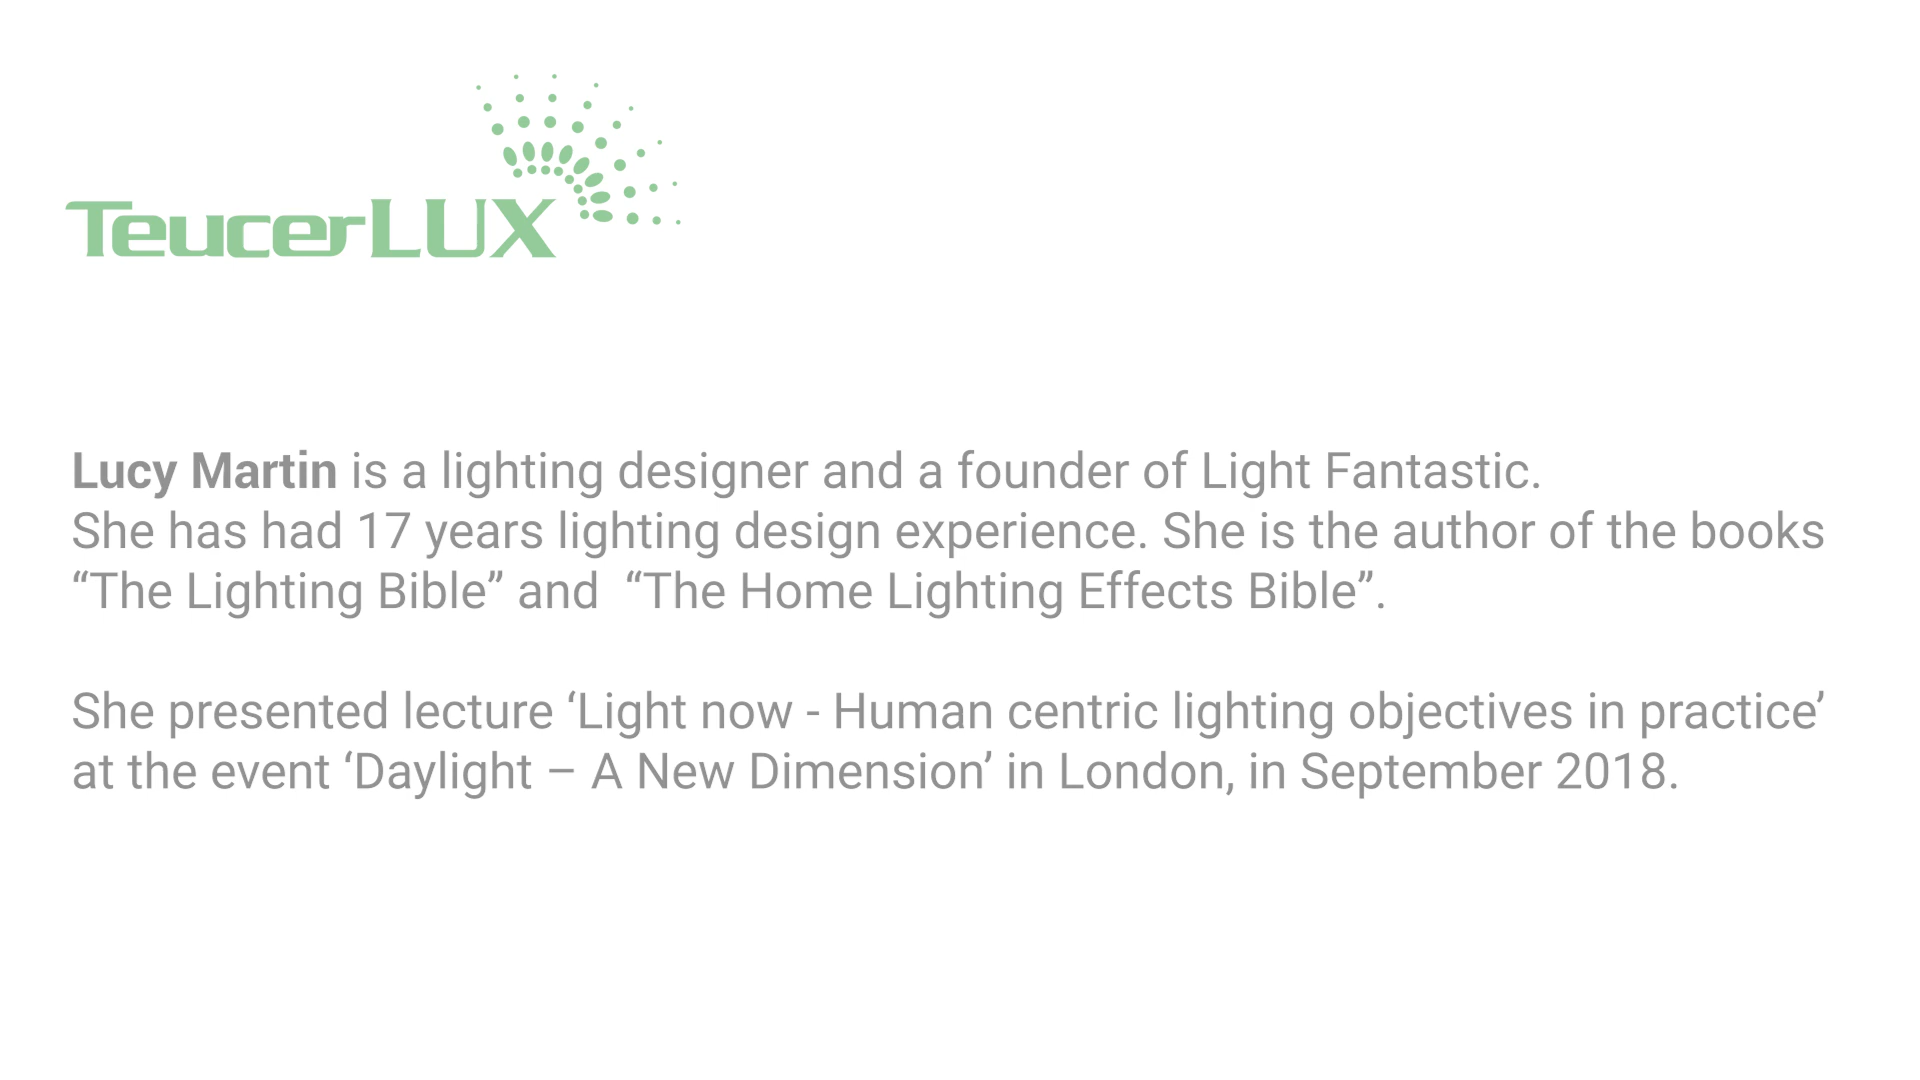 TeucerLUX
Lucy Martin is a lighting designer and a founder of Light Fantastic.
She has had 17 years lighting design experience. She is the author of the books
“The Lighting Bible” and  “The Home Lighting Effects Bible”.
She presented lecture ‘Light now - Human centric lighting objectives in practice’
at the event ‘Daylight – A New Dimension’ in London, in September 2018.